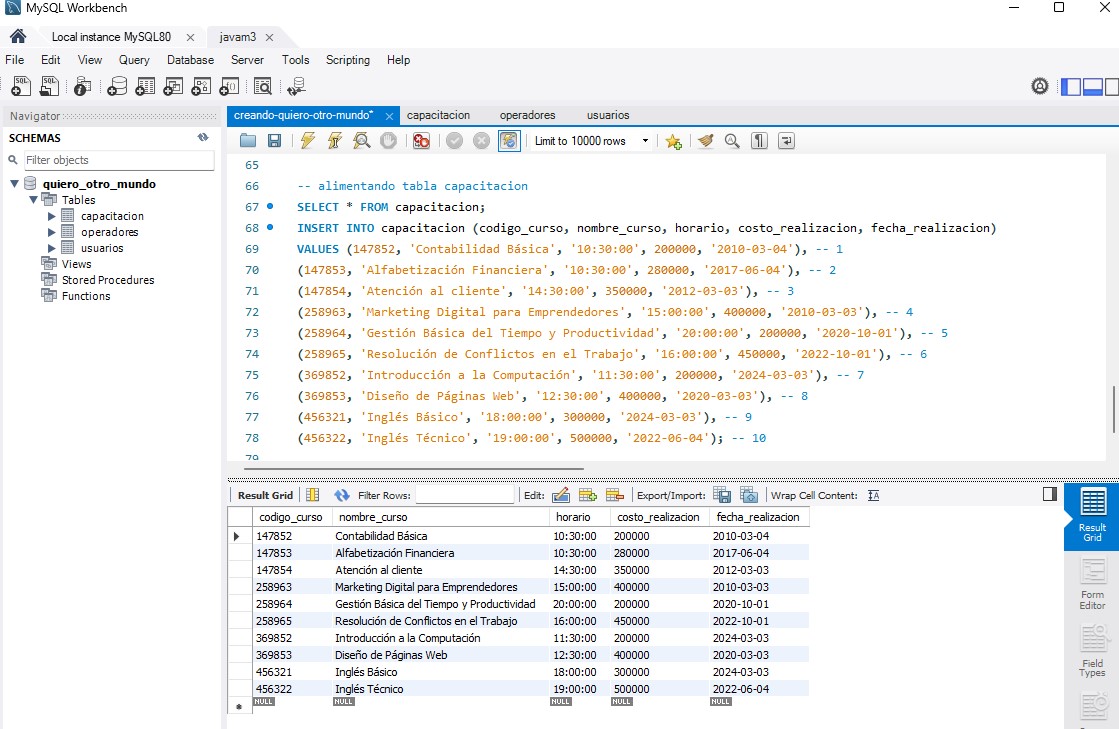 MySQL Workbench
Local instance MySQL80 javam3
File Edit View Query Database Server Tools Scripting Help
Navigator creando-quiero-otro-mundo* capacitacion operadores usuarios
SCHEMAS
Limit to 10000 rows
Filter objects
quiero_otro_mundo
Tables
capacitacion
operadores
usuarios
Views
Stored Procedures
Functions
65
66 -- alimentando tabla capacitacion
67 SELECT * FROM capacitacion;
68 INSERT INTO capacitacion (codigo_curso, nombre_curso, horario, costo_realizacion, fecha_realizacion)
69 VALUES (147852, 'Contabilidad Básica', '10:30:00', 200000, '2010-03-04'), -- 1
70 (147853, 'Alfabetización Financiera', '10:30:00', 280000, '2017-06-04'), -- 2
71 (147854, 'Atención al cliente', '14:30:00', 350000, '2012-03-03'), -- 3
72 (258963, 'Marketing Digital para Emprendedores', '15:00:00', 400000, '2010-03-03'), -- 4
73 (258964, 'Gestión Básica del Tiempo y Productividad', '20:00:00', 200000, '2020-10-01'), -- 5
74 (258965, 'Resolución de Conflictos en el Trabajo', '16:00:00', 450000, '2022-10-01'), -- 6
75 (369852, 'Introducción a la Computación', '11:30:00', 200000, '2024-03-03'), -- 7
76 (369853, 'Diseño de Páginas Web', '12:30:00', 400000, '2020-03-03'), -- 8
77 (456321, 'Inglés Básico', '18:00:00', 300000, '2024-03-03'), -- 9
78 (456322, 'Inglés Técnico', '19:00:00', 500000, '2022-06-04'); -- 10
79
Result Grid Filter Rows: Edit: Export/Import: Wrap Cell Content:
codigo_curso nombre_curso horario costo_realizacion fecha_realizacion
147852 Contabilidad Básica 10:30:00 200000 2010-03-04
147853 Alfabetización Financiera 10:30:00 280000 2017-06-04
147854 Atención al cliente 14:30:00 350000 2012-03-03
258963 Marketing Digital para Emprendedores 15:00:00 400000 2010-03-03
258964 Gestión Básica del Tiempo y Productividad 20:00:00 200000 2020-10-01
258965 Resolución de Conflictos en el Trabajo 16:00:00 450000 2022-10-01
369852 Introducción a la Computación 11:30:00 200000 2024-03-03
369853 Diseño de Páginas Web 12:30:00 400000 2020-03-03
456321 Inglés Básico 18:00:00 300000 2024-03-03
456322 Inglés Técnico 19:00:00 500000 2022-06-04
NULL NULL NULL NULL NULL
Result
Grid
Form
Editor
Field
Types